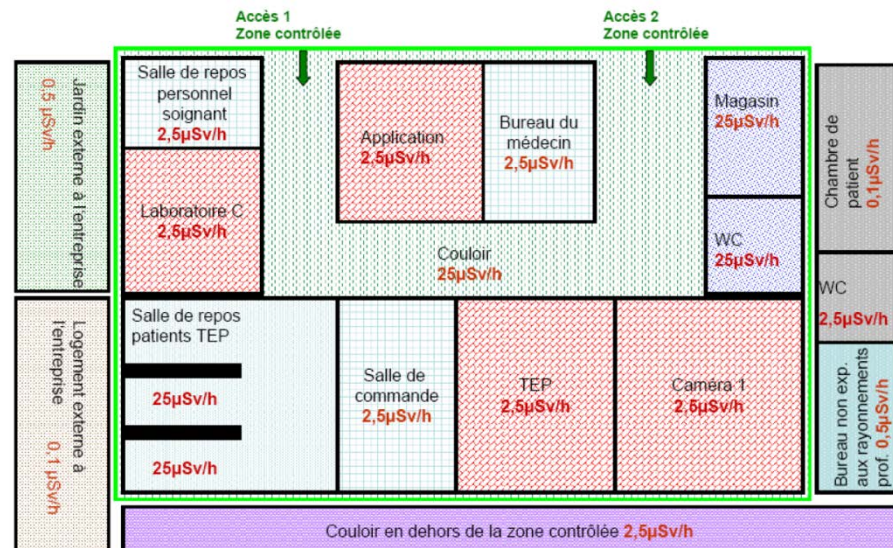 Accès 1
Zone contrôlée
Accès 2
Zone contrôlée
Jardin externe à l'entreprise
0.5 µSv/h
Salle de repos
personnel
soignant
2,5µSv/h
Application
2,5µSv/h
Bureau du
médecin
2,5µSv/h
Magasin
25µSv/h
Chambre de
patient
0,1µSv/h
Laboratoire C
2,5µSv/h
Couloir
25µSv/h
WC
25µSv/h
WC
2,5µSv/h
Logement externe à
l'entreprise
0,1 µSv/h
Salle de repos
patients TEP
25µSv/h
25µSv/h
Salle de
commande
2,5µSv/h
TEP
2,5µSv/h
Caméra 1
2,5µSv/h
Bureau non exp.
aux rayonnements
prof. 0,5µSv/h
Couloir en dehors de la zone contrôlée 2,5µSv/h